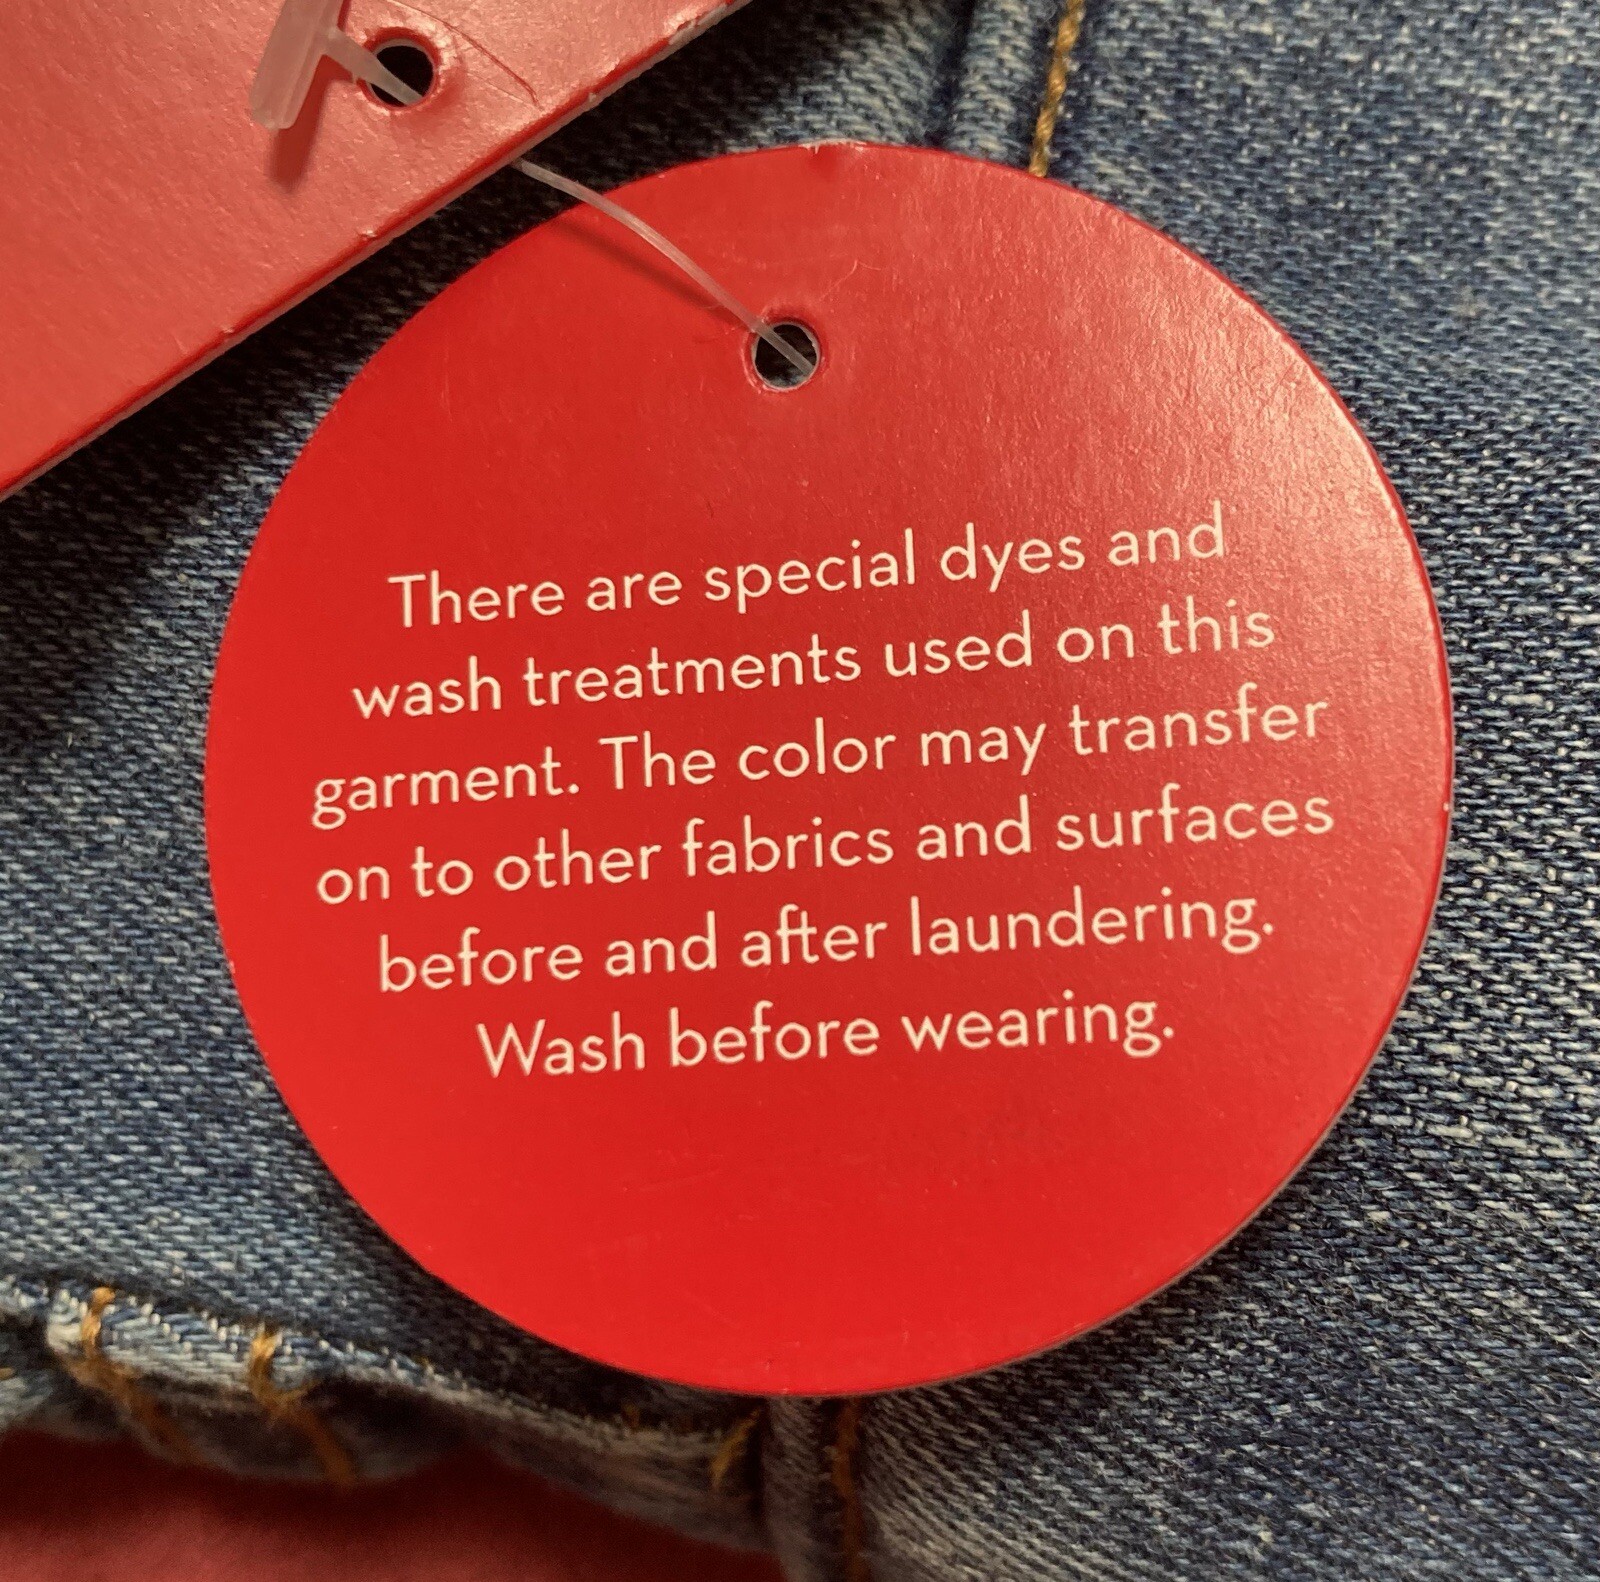 There are special dyes and
wash treatments used on this
garment. The color may transfer
on to other fabrics and surfaces
before and after laundering.
Wash before wearing.